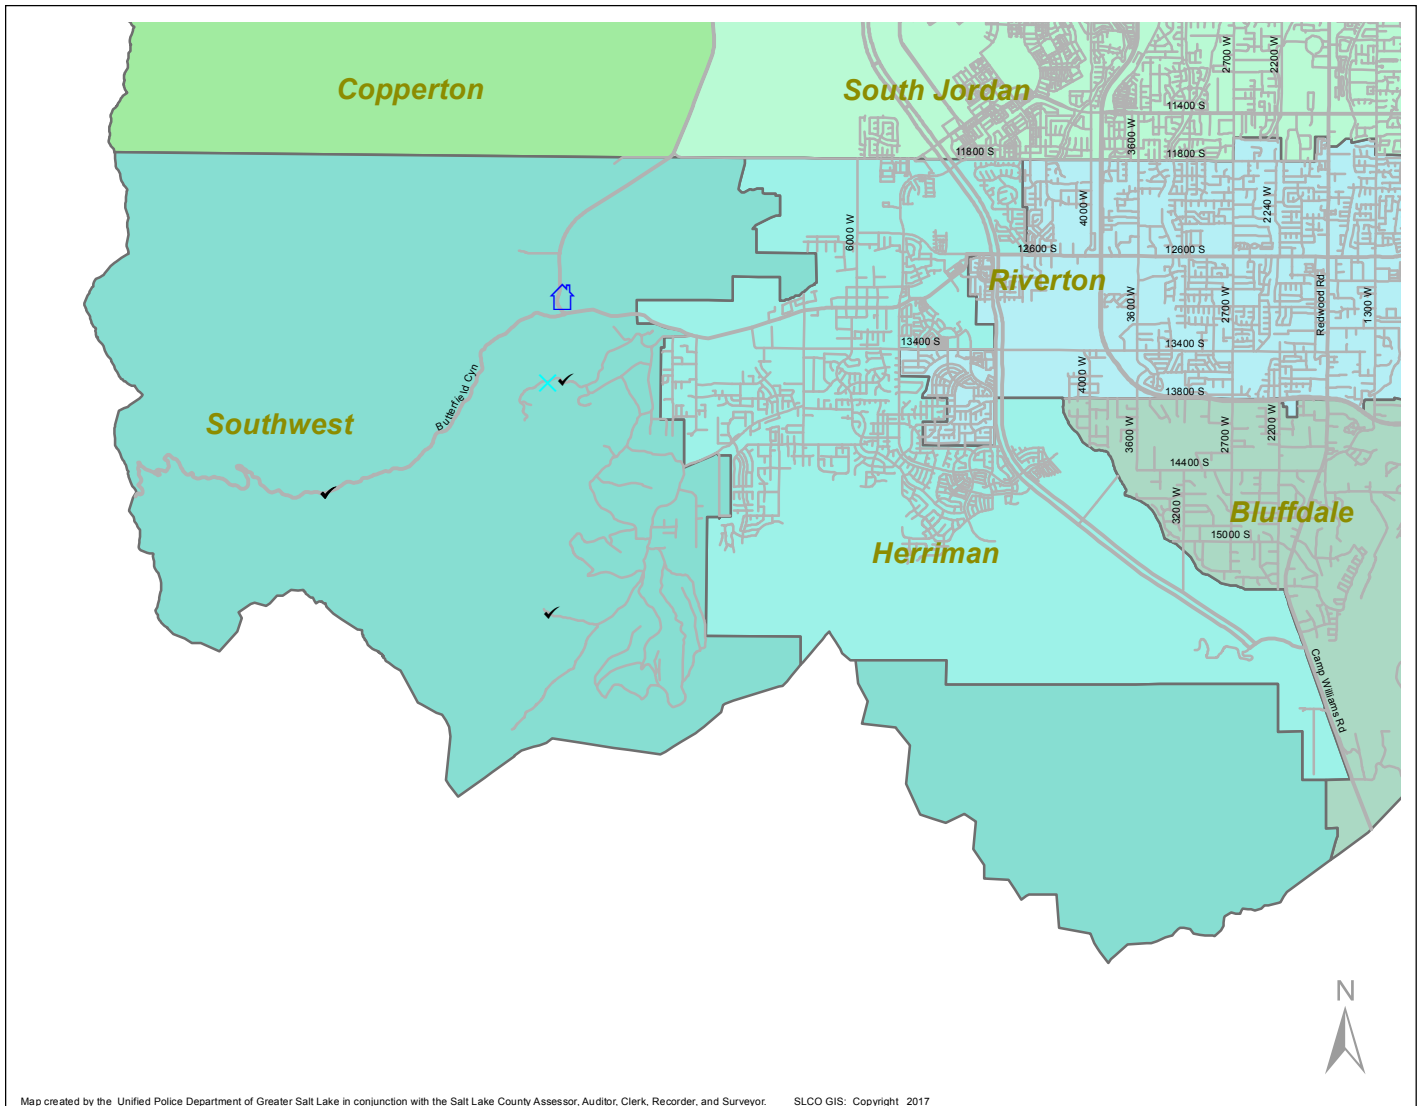 Copperton
South Jordan
2700 W
2200 W
11400 S
3600 W
11800 S
11800 S
4000 W
2240 W
6000 W
12600 S
12600 S
Riverton
3600 W
2700 W
Redwood Rd
1300 W
13400 S
13400 S
4000 W
13800 S
Butterfield Cyn
Southwest
3600 W
2700 W
2200 W
14400 S
3200 W
Bluffdale
15000 S
Herriman
Camp Williams Rd
N
Map created by the Unified Police Department of Greater Salt Lake in conjunction with the Salt Lake County Assessor, Auditor, Clerk, Recorder, and Surveyor. SLCO GIS: Copyright 2017